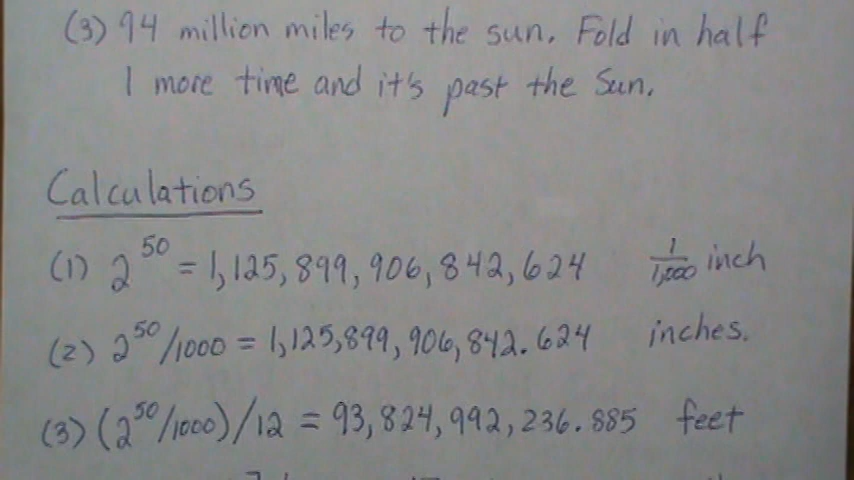 (3) 94 million miles to the sun. Fold in half
1 more time and it's past the Sun.
Calculations
(1) 2^50 = 1,125,899,906,842,624 1/1,000 inch
(2) 2^50/1000 = 1,125,899,906,842.624 inches.
(3) (2^50/1000)/12 = 93,824,992,236.885 feet